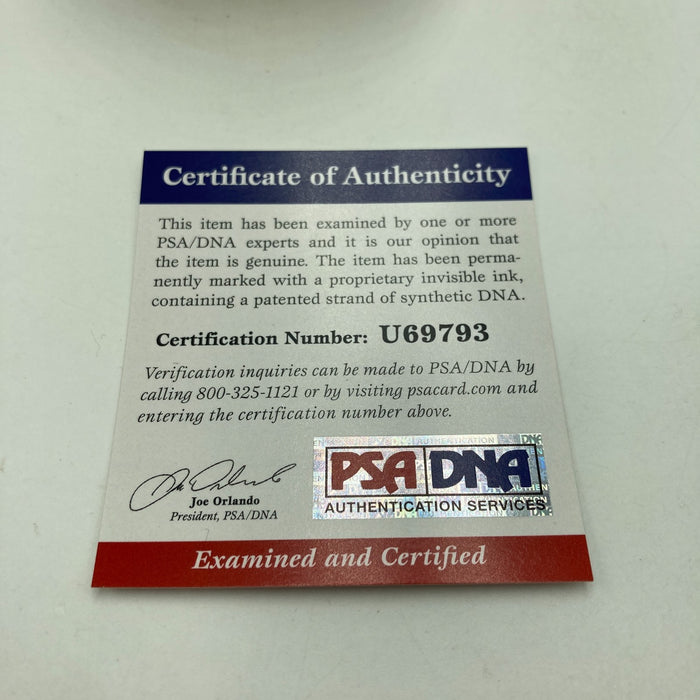 Certificate of Authenticity
This item has been examined by one or more
PSA/DNA experts and it is our opinion that
the item is genuine. The item has been perma-
nently marked with a proprietary invisible ink,
containing a patented strand of synthetic DNA.
Certification Number: U69793
Verification inquiries can be made to PSA/DNA by
calling 800-325-1121 or by visiting psacard.com and
entering the certification number above.
Joe Orlando
President, PSA/DNA
PSA DNA
AUTHENTICATION SERVICES
Examined and Certified